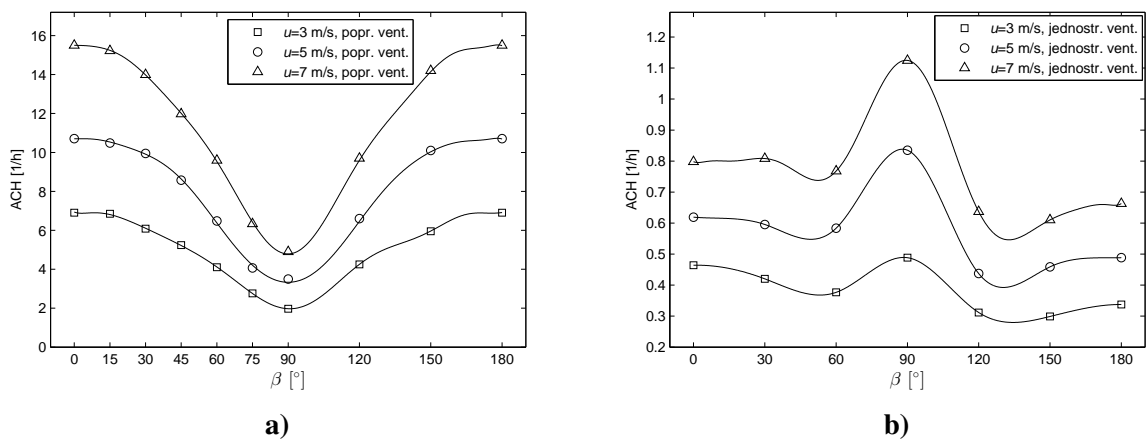 u=3 m/s, popr. vent.
u=5 m/s, popr. vent.
u=7 m/s, popr. vent.
ACH [1/h]
16
14
12
10
8
6
4
2
0
0 15 30 45 60 75 90 120 150 180
β [°]
a)
u=3 m/s, jednostr. vent.
u=5 m/s, jednostr. vent.
u=7 m/s, jednostr. vent.
ACH [1/h]
1.2
1.1
1
0.9
0.8
0.7
0.6
0.5
0.4
0.3
0.2
0 30 60 90 120 150 180
β [°]
b)